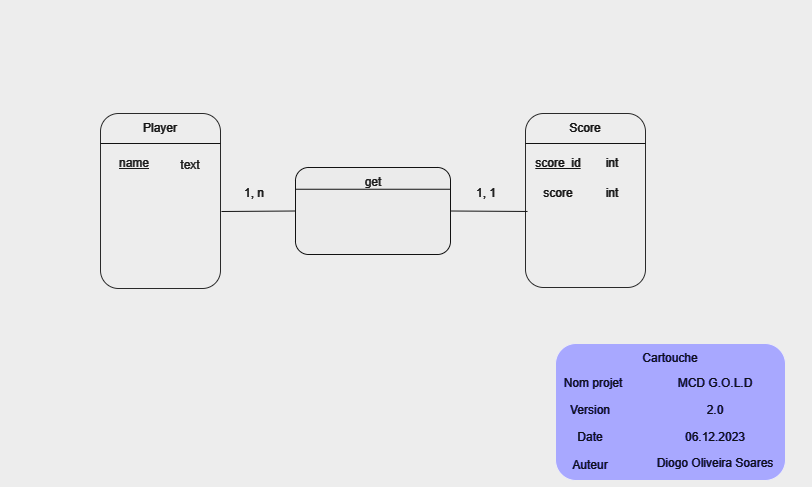 Player
name text
1, n
get
1, 1
Score
score_id int
score int
Cartouche
Nom projet MCD G.O.L.D
Version 2.0
Date 06.12.2023
Auteur Diogo Oliveira Soares